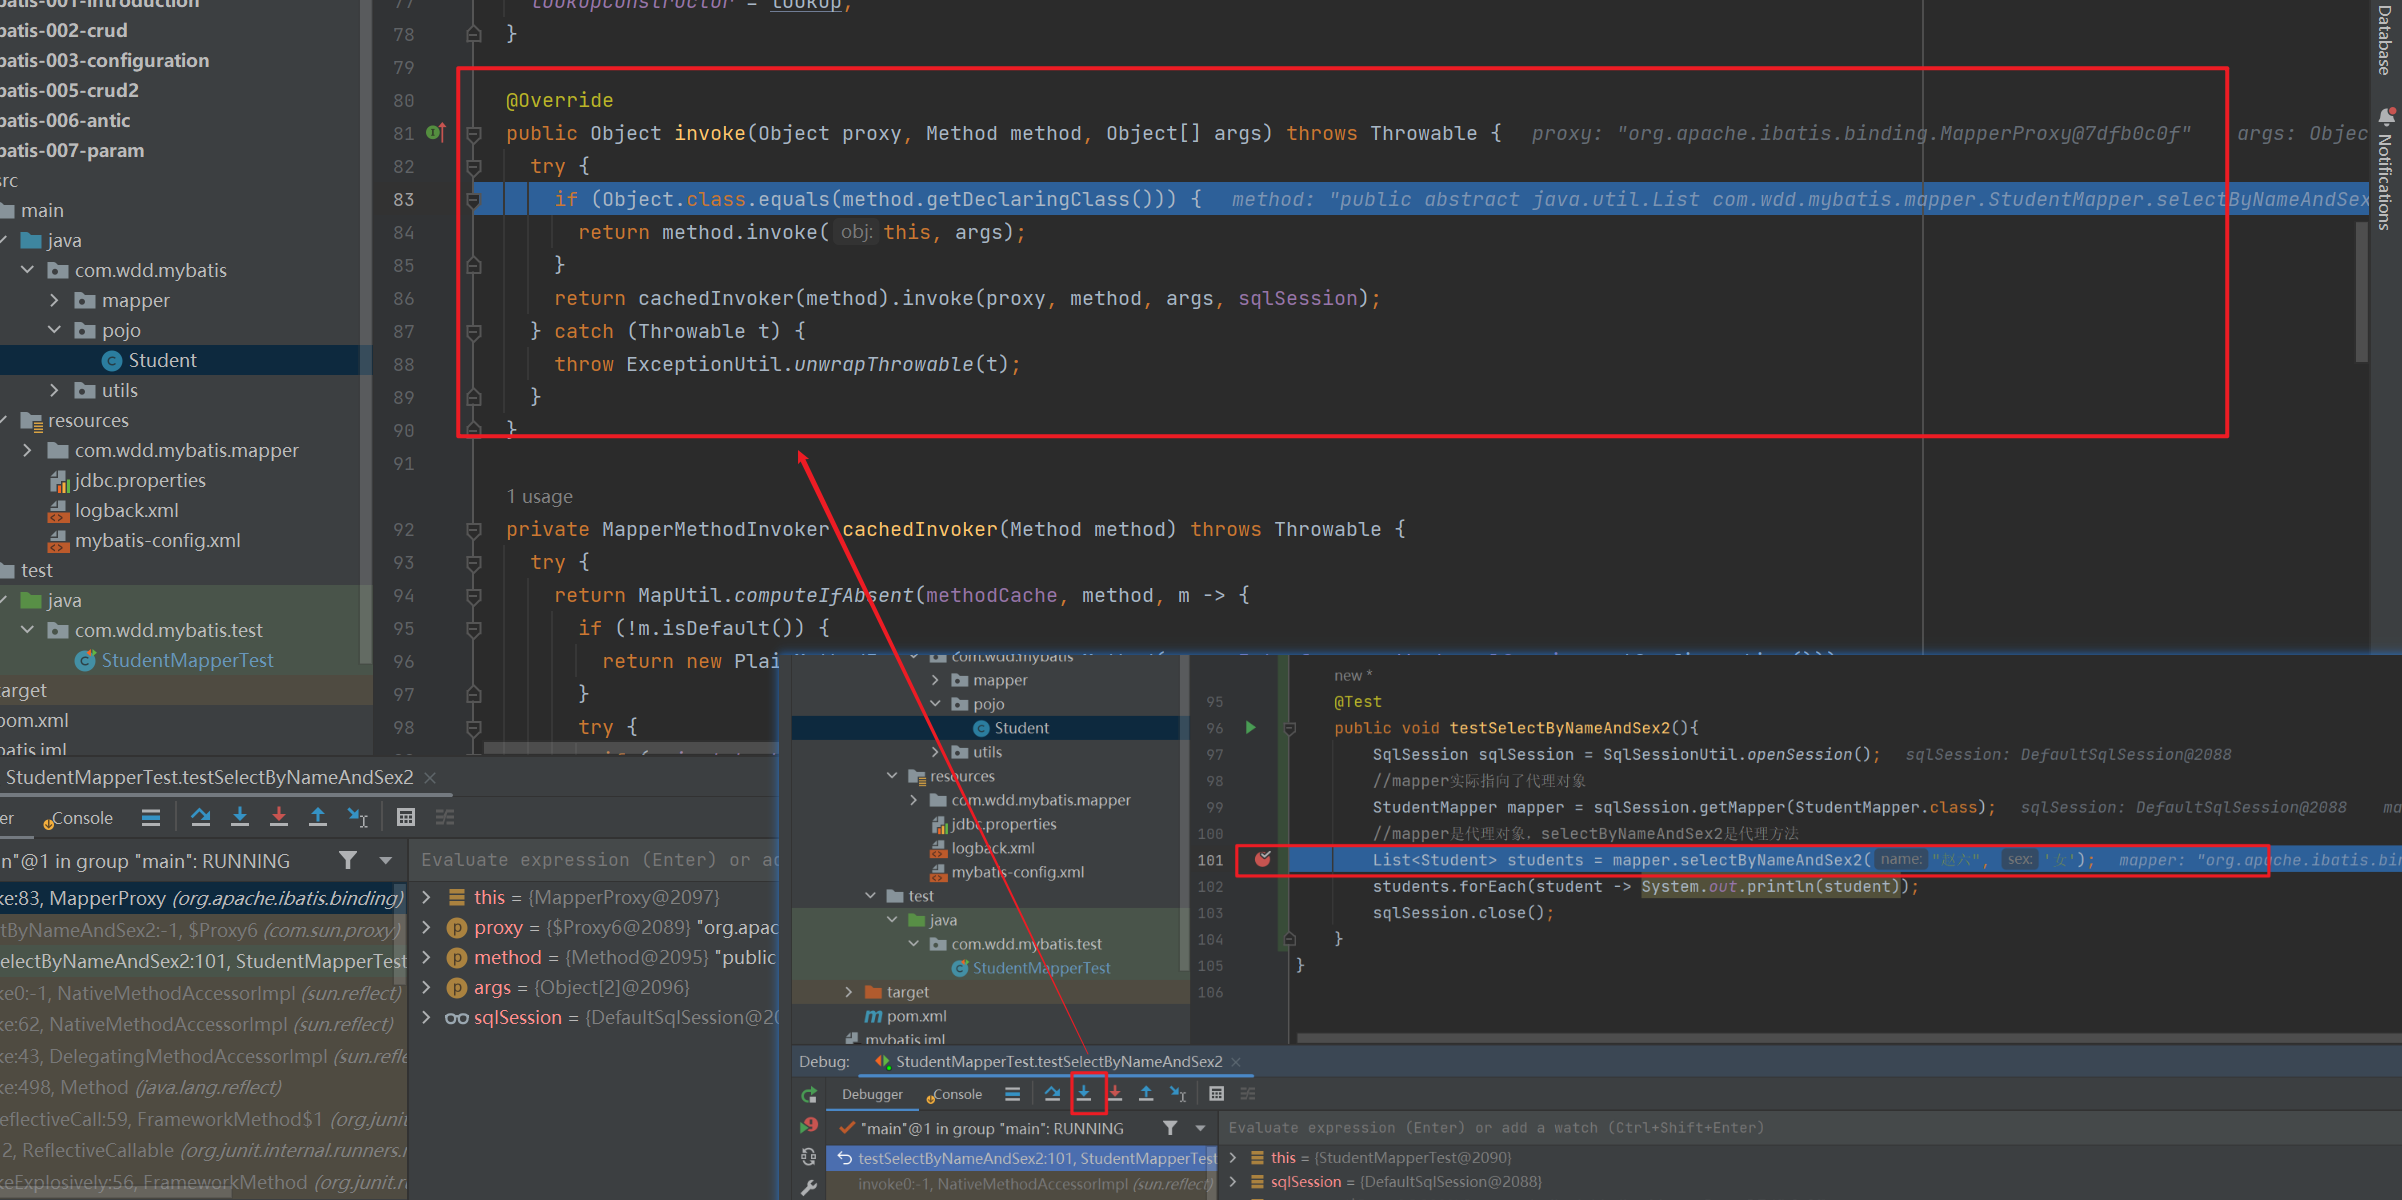 batis-001-introduction
batis-002-crud
batis-003-configuration
batis-005-crud2
batis-006-antic
batis-007-param
src
main
java
com.wdd.mybatis
mapper
pojo
Student
utils
resources
com.wdd.mybatis.mapper
jdbc.properties
logback.xml
mybatis-config.xml
test
java
com.wdd.mybatis.test
StudentMapperTest
target
pom.xml
batis.iml
77 lookupConstructor = lookup;
78 }
79
80 @Override
81 public Object invoke(Object proxy, Method method, Object[] args) throws Throwable { proxy: "org.apache.ibatis.binding.MapperProxy@7dfb0c0f" args: Objec
82 try {
83 if (Object.class.equals(method.getDeclaringClass())) { method: "public abstract java.util.List com.wdd.mybatis.mapper.StudentMapper.selectByNameAndSex
84 return method.invoke( obj: this, args);
85 }
86 return cachedInvoker(method).invoke(proxy, method, args, sqlSession);
87 } catch (Throwable t) {
88 throw ExceptionUtil.unwrapThrowable(t);
89 }
90 }
91
1 usage
92 private MapperMethodInvoker cachedInvoker(Method method) throws Throwable {
93 try {
94 return MapUtil.computeIfAbsent(methodCache, method, m -> {
95 if (!m.isDefault()) {
96 return new Plai
97 }
98 try {
Database
Notifications
StudentMapperTest.testSelectByNameAndSex2
er Console
n"@1 in group "main": RUNNING
Evaluate expression (Enter) or ad
ke:83, MapperProxy (org.apache.ibatis.binding)
tByNameAndSex2:-1, $Proxy6 (com.sun.proxy)
electByNameAndSex2:101, StudentMapperTest
ke0:-1, NativeMethodAccessorImpl (sun.reflect)
ke:62, NativeMethodAccessorImpl (sun.reflect)
ke:43, DelegatingMethodAccessorImpl (sun.refle
ke:498, Method (java.lang.reflect)
eflectiveCall:59, FrameworkMethod$1 (org.junit
2, ReflectiveCallable (org.junit.internal.runners.r
keExplosively:56, FrameworkMethod (org.junit.ru
this = {MapperProxy@2097}
proxy = {$Proxy6@2089} "org.apac
method = {Method@2095} "public
args = {Object[2]@2096}
sqlSession = {DefaultSqlSession@20
com.wdd.mybatis
mapper
pojo
Student
utils
resources
com.wdd.mybatis.mapper
jdbc.properties
logback.xml
mybatis-config.xml
test
java
com.wdd.mybatis.test
StudentMapperTest
target
pom.xml
mybatis.iml
new *
95 @Test
96 public void testSelectByNameAndSex2(){
97 SqlSession sqlSession = SqlSessionUtil.openSession(); sqlSession: DefaultSqlSession@2088
98 //mapper实际指向了代理对象
99 StudentMapper mapper = sqlSession.getMapper(StudentMapper.class); sqlSession: DefaultSqlSession@2088 ma
100 //mapper是代理对象，selectByNameAndSex2是代理方法
101 List<Student> students = mapper.selectByNameAndSex2( name: "赵六", sex: '女'); mapper: "org.apache.ibatis.bin
102 students.forEach(student -> System.out.println(student));
103 sqlSession.close();
104 }
105 }
106
Debug: StudentMapperTest.testSelectByNameAndSex2
Debugger Console
"main"@1 in group "main": RUNNING
Evaluate expression (Enter) or add a watch (Ctrl+Shift+Enter)
testSelectByNameAndSex2:101, StudentMapperTest
invoke0:-1, NativeMethodAccessorImpl (sun.reflect)
this = {StudentMapperTest@2090}
sqlSession = {DefaultSqlSession@2088}